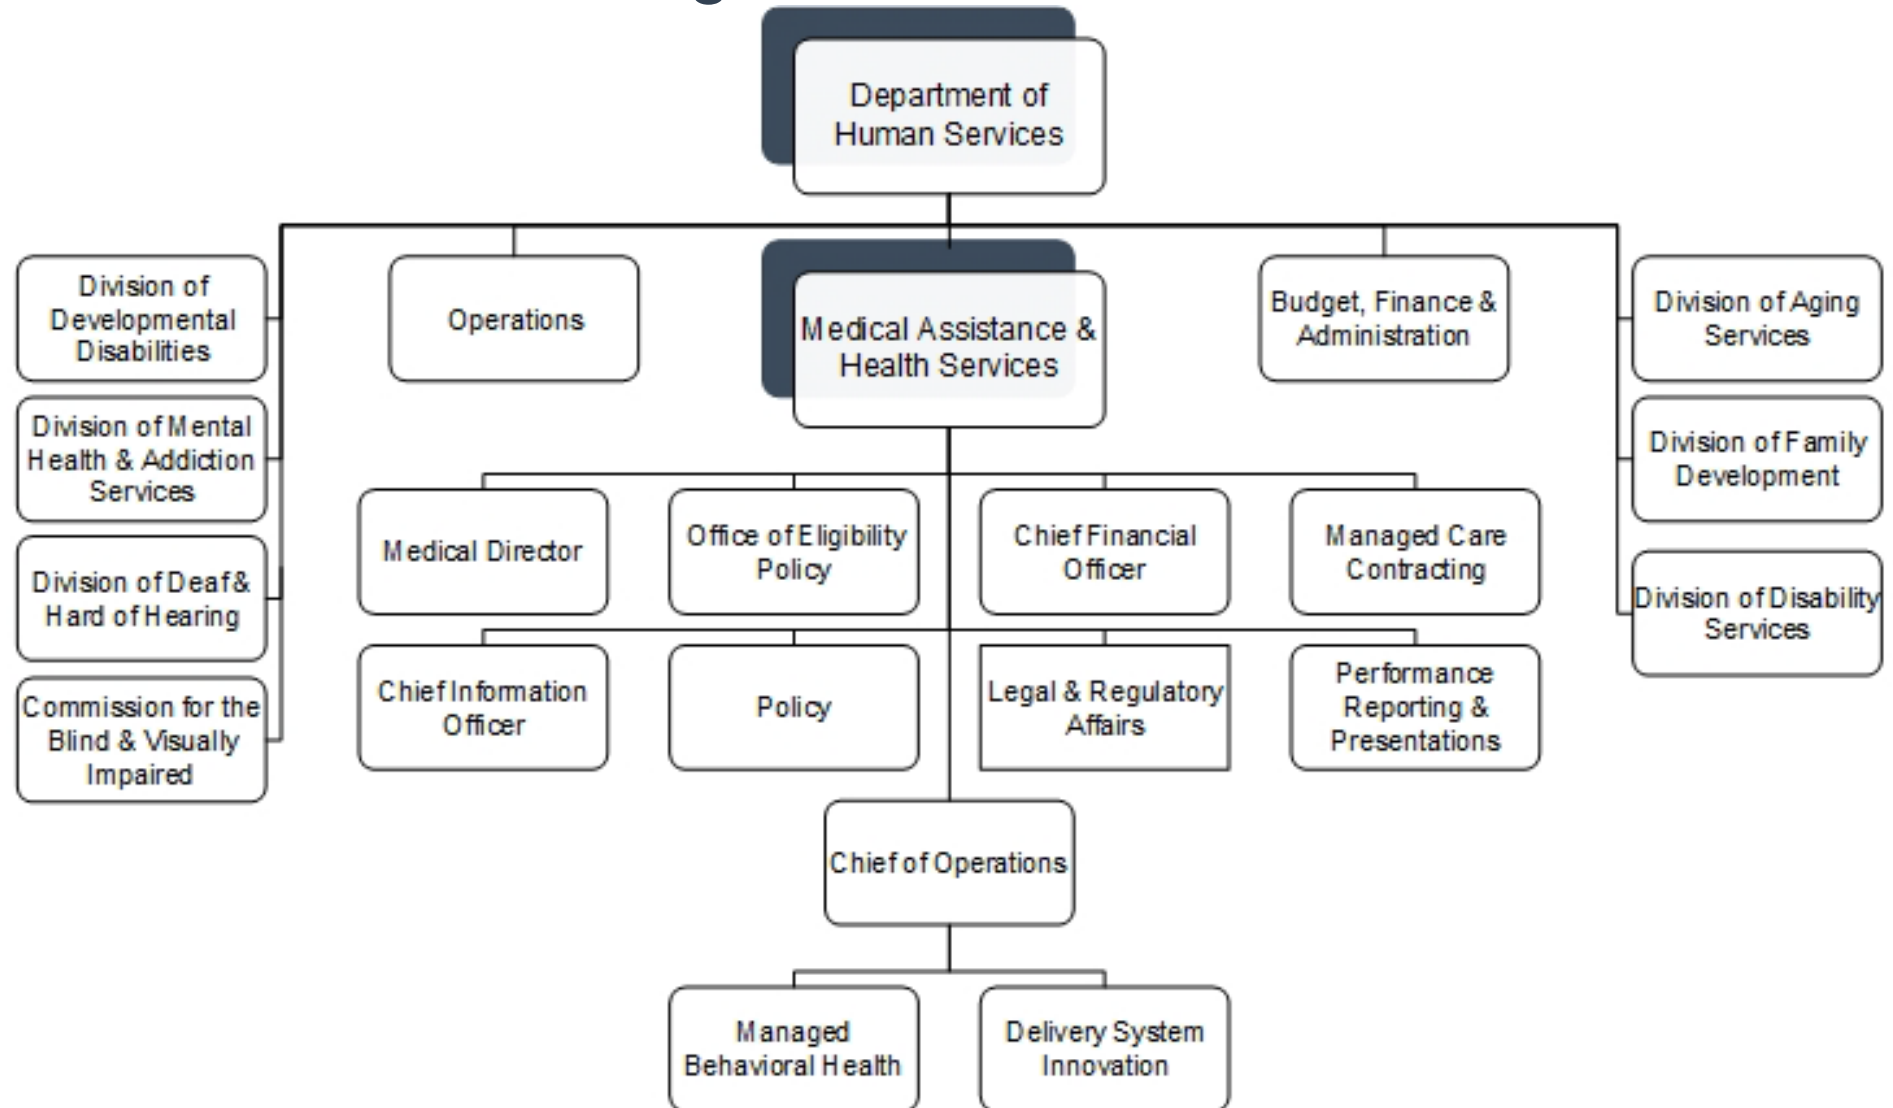 Department of
Human Services
Division of
Developmental
Disabilities
Operations
Medical Assistance &
Health Services
Budget, Finance &
Administration
Division of Aging
Services
Division of Mental
Health & Addiction
Services
Division of Family
Development
Medical Director
Office of Eligibility
Policy
Chief Financial
Officer
Managed Care
Contracting
Division of Deaf &
Hard of Hearing
Division of Disability
Services
Chief Information
Officer
Policy
Legal & Regulatory
Affairs
Performance
Reporting &
Presentations
Commission for the
Blind & Visually
Impaired
Chief of Operations
Managed
Behavioral Health
Delivery System
Innovation